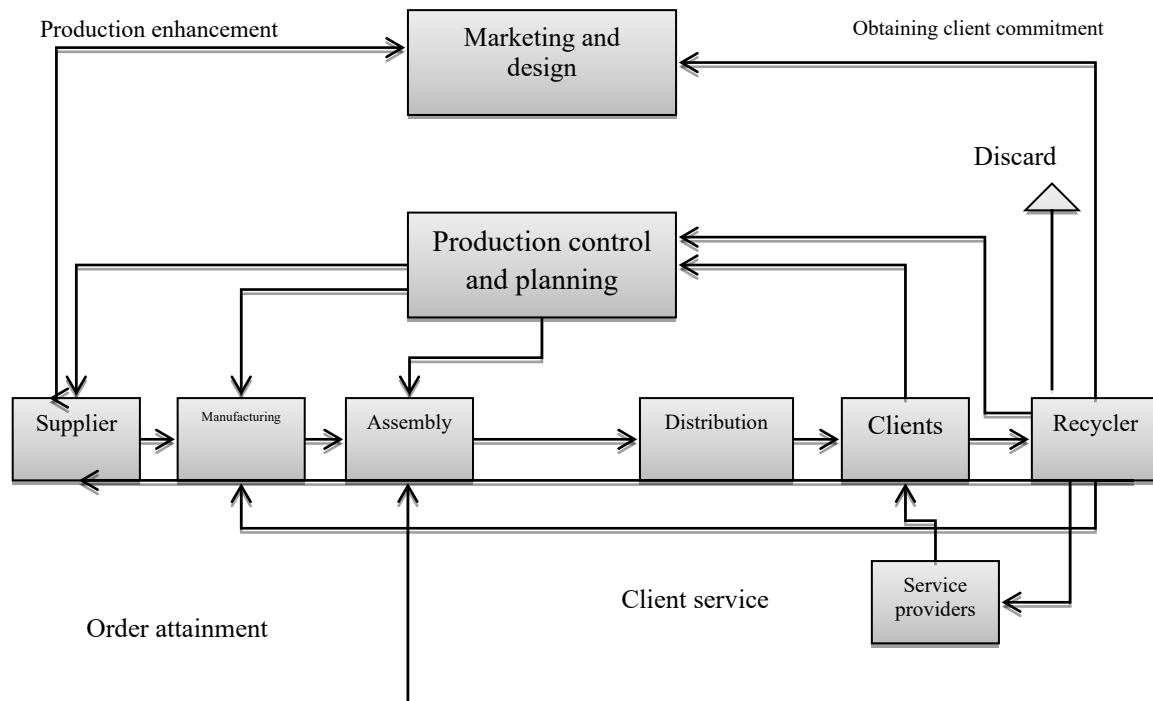 Production enhancement
Marketing and
design
Obtaining client commitment
Discard
Production control
and planning
Supplier
Manufacturing
Assembly
Distribution
Clients
Recycler
Service
providers
Client service
Order attainment